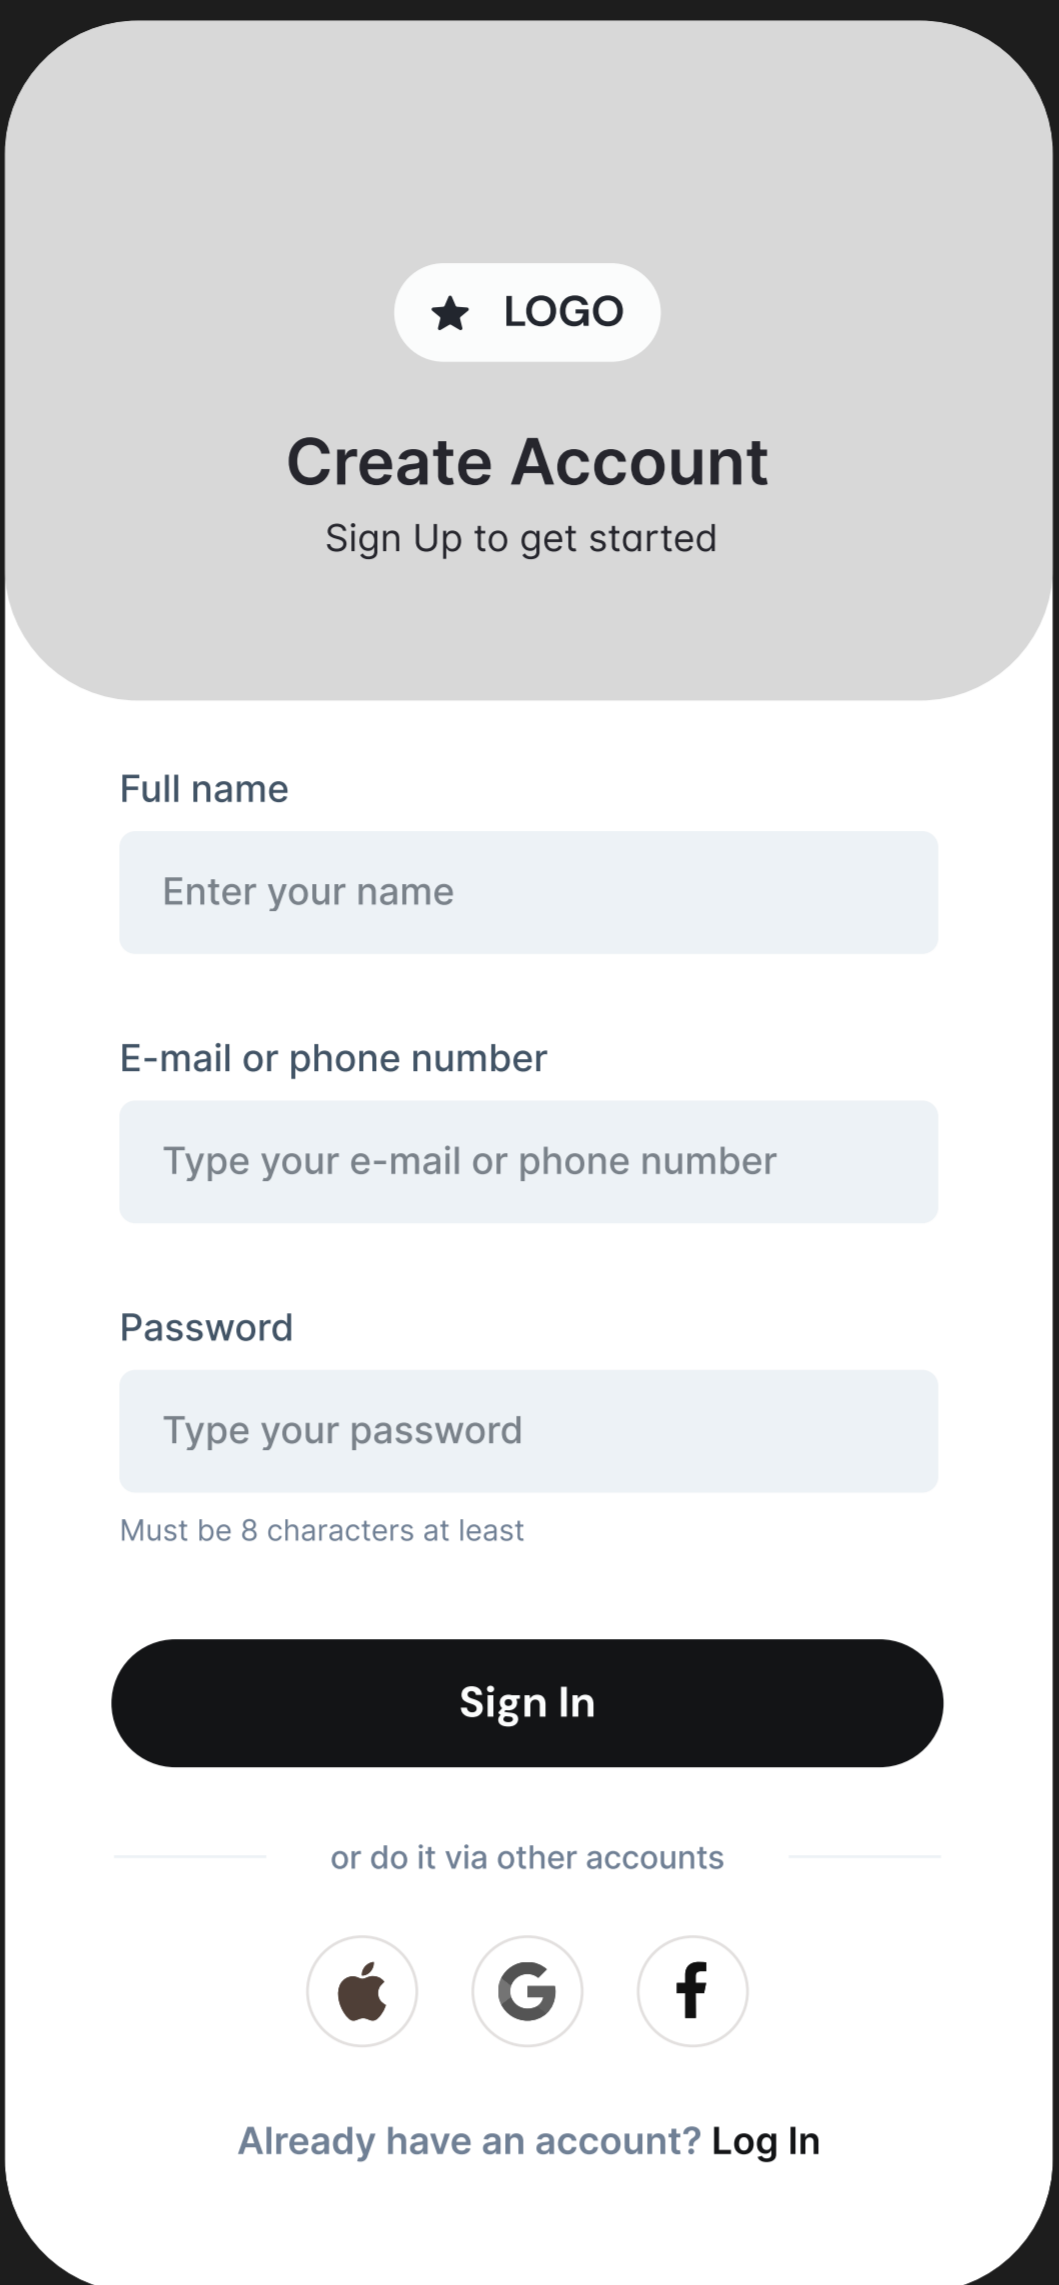 LOGO
Create Account
Sign Up to get started
Full name
Enter your name
E-mail or phone number
Type your e-mail or phone number
Password
Type your password
Must be 8 characters at least
Sign In
or do it via other accounts
Already have an account? Log In